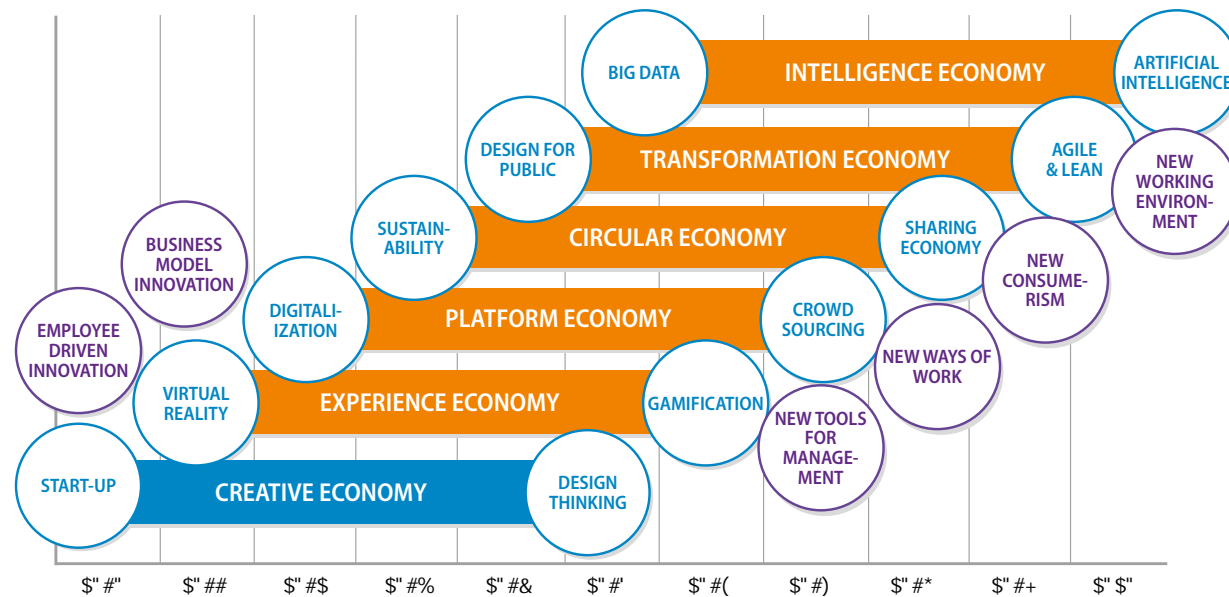 BIG DATA
INTELLIGENCE ECONOMY
ARTIFICIAL
INTELLIGENCE
DESIGN FOR
PUBLIC
TRANSFORMATION ECONOMY
AGILE
& LEAN
NEW
WORKING
ENVIRON-
MENT
SUSTAIN-
ABILITY
CIRCULAR ECONOMY
SHARING
ECONOMY
BUSINESS
MODEL
INNOVATION
NEW
CONSUME-
RISM
DIGITALI-
IZATION
PLATFORM ECONOMY
CROWD
SOURCING
EMPLOYEE
DRIVEN
INNOVATION
NEW WAYS OF
WORK
VIRTUAL
REALITY
EXPERIENCE ECONOMY
GAMIFICATION
NEW TOOLS
FOR
MANAGE-
MENT
START-UP
CREATIVE ECONOMY
DESIGN
THINKING
$" #" $" ## $" #$ $" #% $" #& $" #' $" #( $" #) $" #* $" #+ $" $"